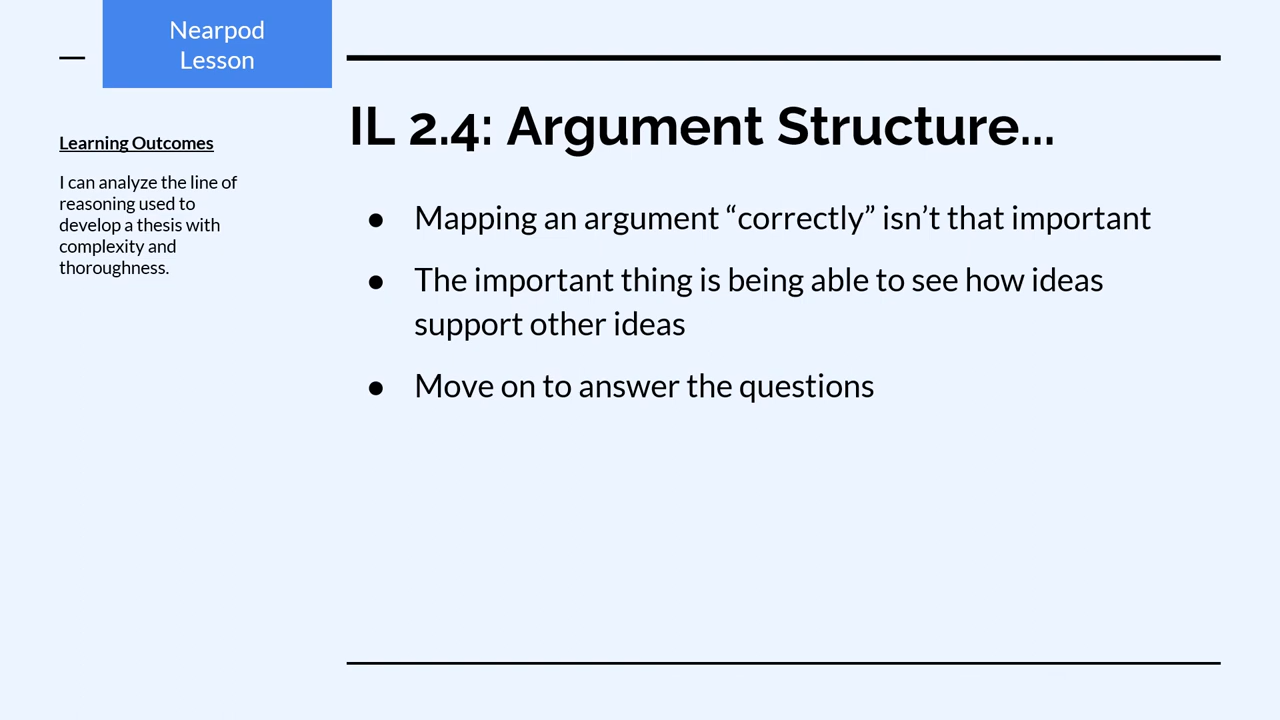 Nearpod
Lesson
Learning Outcomes
I can analyze the line of
reasoning used to
develop a thesis with
complexity and
thoroughness.
IL 2.4: Argument Structure...
● Mapping an argument “correctly” isn’t that important
● The important thing is being able to see how ideas
support other ideas
● Move on to answer the questions